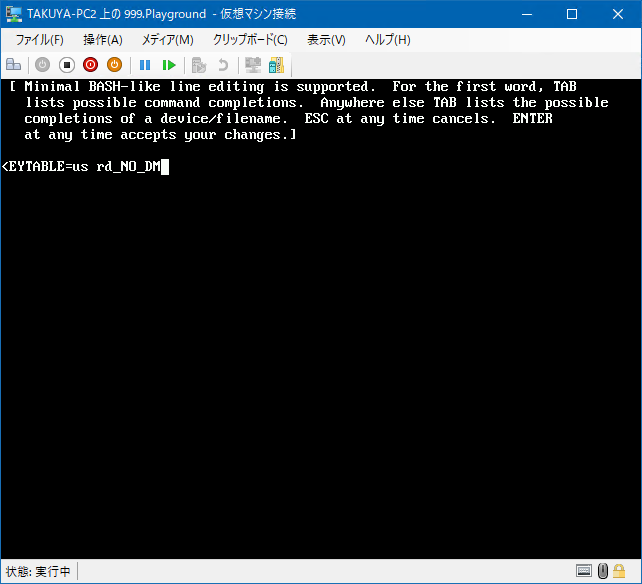 TAKUYA-PC2 上の 999.Playground - 仮想マシン接続
ファイル(F) 操作(A) メディア(M) クリップボード(C) 表示(V) ヘルプ(H)
[ Minimal BASH-like line editing is supported. For the first word, TAB
lists possible command completions. Anywhere else TAB lists the possible
completions of a device/filename. ESC at any time cancels. ENTER
at any time accepts your changes.]
<EYTABLE=us rd_NO_DM
状態: 実行中